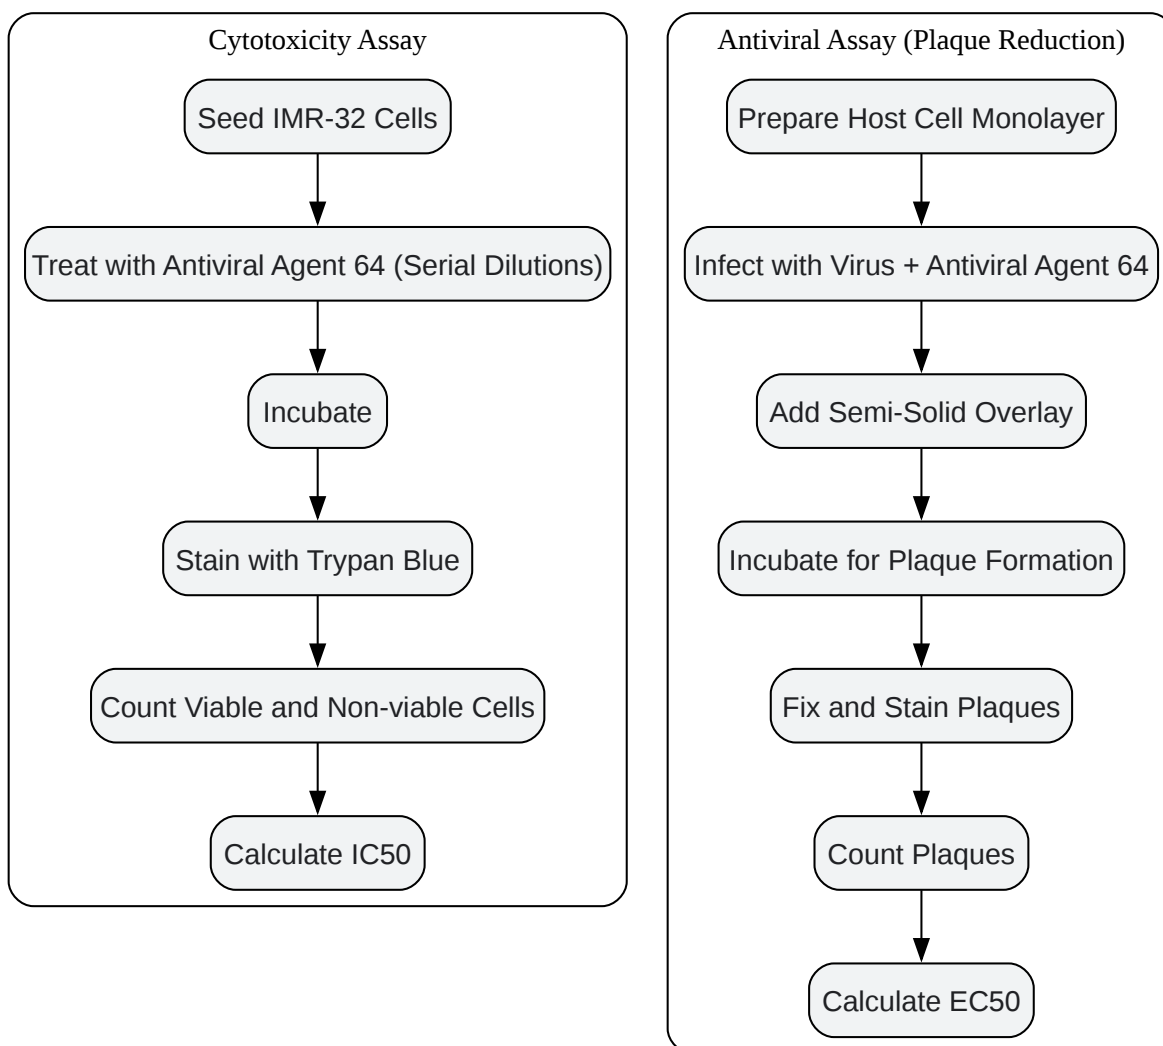 Cytotoxicity Assay
Seed IMR-32 Cells
Treat with Antiviral Agent 64 (Serial Dilutions)
Incubate
Stain with Trypan Blue
Count Viable and Non-viable Cells
Calculate IC50
Antiviral Assay (Plaque Reduction)
Prepare Host Cell Monolayer
Infect with Virus + Antiviral Agent 64
Add Semi-Solid Overlay
Incubate for Plaque Formation
Fix and Stain Plaques
Count Plaques
Calculate EC50